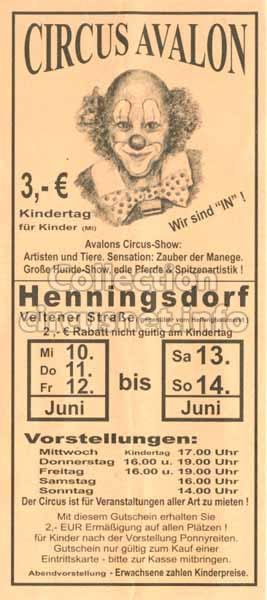 CIRCUS AVALON
3,- €
Kindertag
für Kinder (Mi)
Wir sind "IN" !
Avalons Circus-Show:
Artisten und Tiere. Sensation: Zauber der Manege.
Große Hunde-Show, edle Pferde & Spitzenartistik !
Collection
Henningsdorf
Veltener Straße
2 ,- € Rabatt nicht gültig am Kindertag
Mi 10.
Do 11.
Fr 12.
Juni
bis
Sa 13.
So 14.
Juni
Vorstellungen:
Mittwoch Kindertag 17.00 Uhr
Donnerstag 16.00 u. 19.00 Uhr
Freitag 16.00 u. 19.00 Uhr
Samstag 16.00 Uhr
Sonntag 14.00 Uhr
Der Circus ist für Veranstaltungen aller Art zu mieten !
Mit diesem Gutschein erhalten Sie
2,- EUR Ermäßigung auf allen Plätzen !
für Kinder nach der Vorstellung Ponnyreiten.
Gutschein nur gültig zum Kauf einer
Eintrittskarte - bitte zur Kasse mitbringen.
Abendvorstellung - Erwachsene zahlen Kinderpreise.